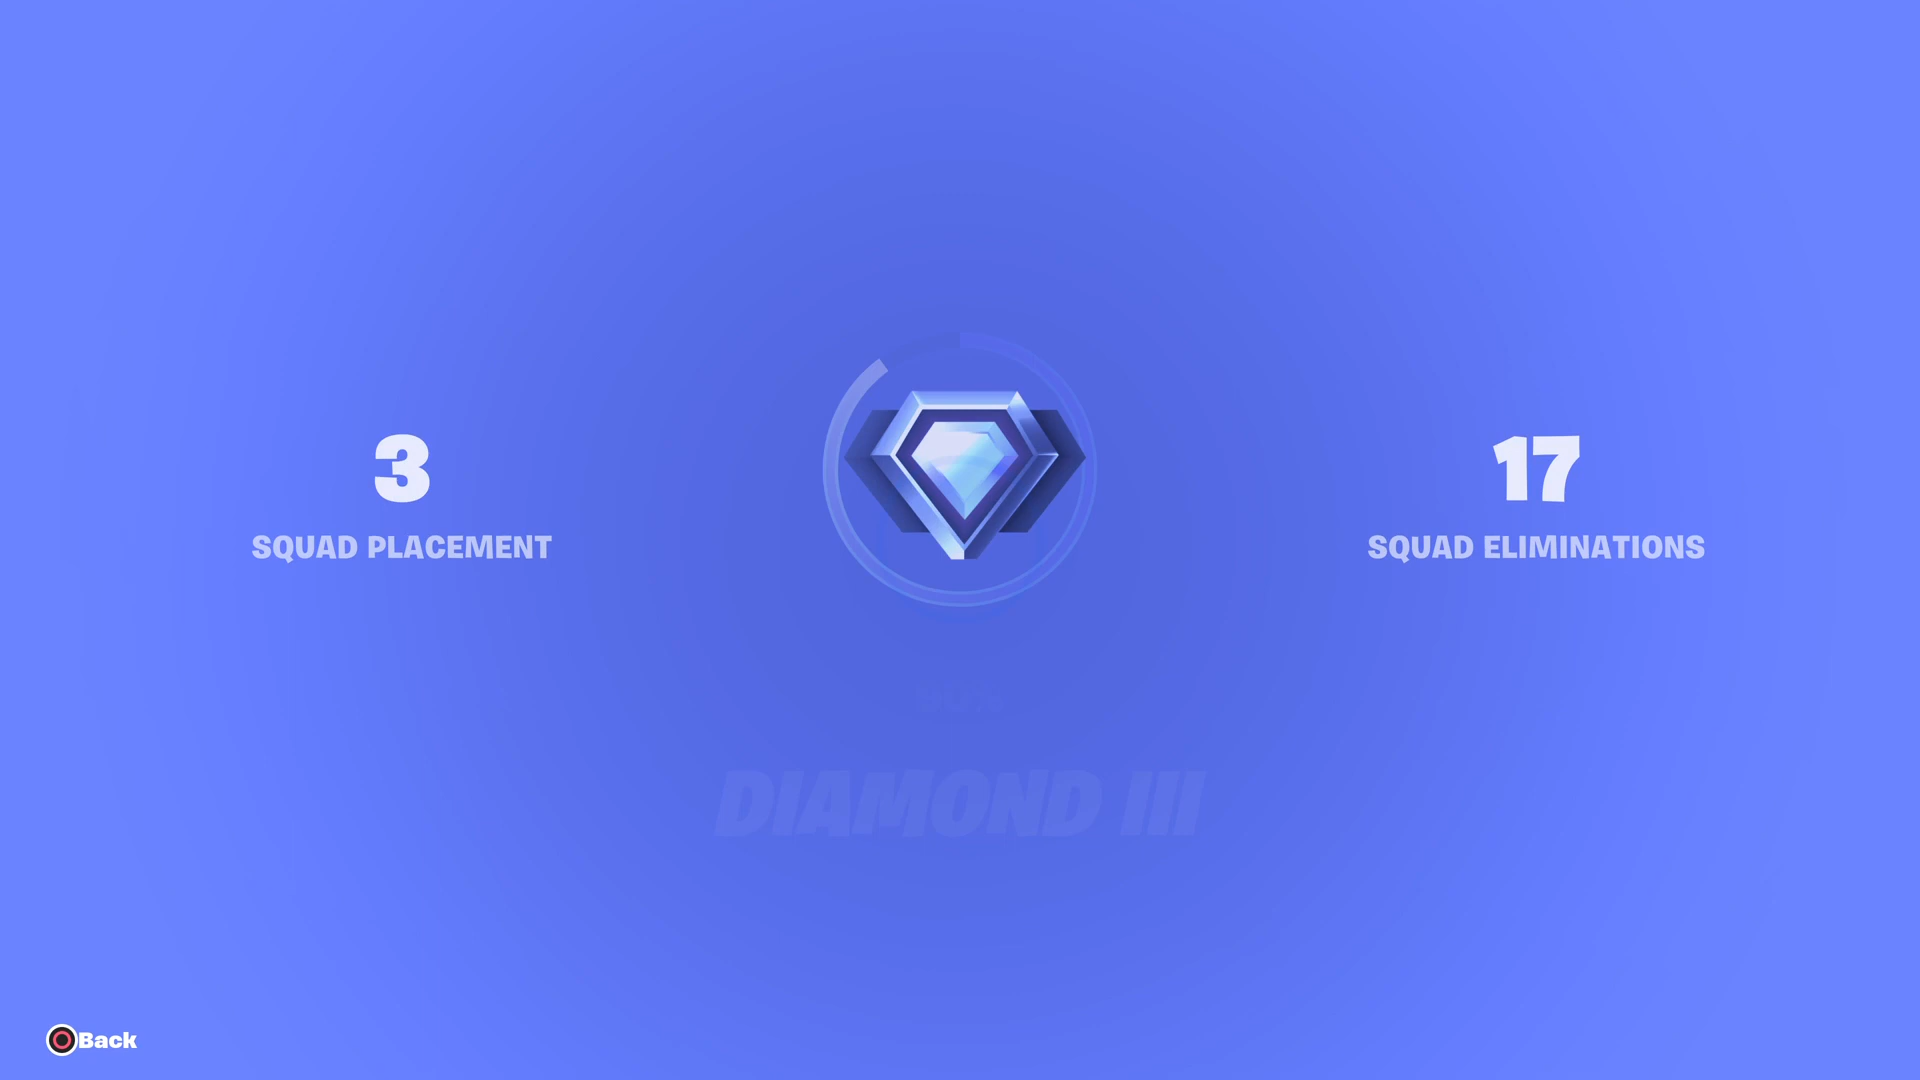 3
SQUAD PLACEMENT
17
SQUAD ELIMINATIONS
DIAMOND III
Back